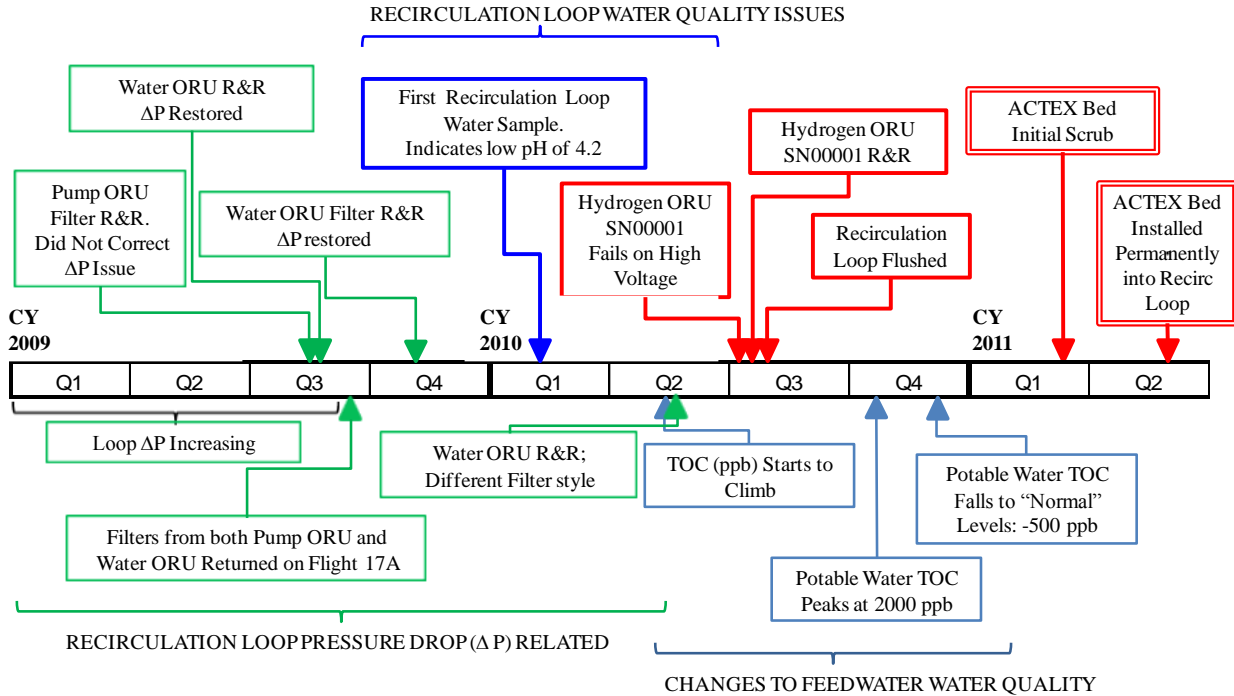 RECIRCULATION LOOP WATER QUALITY ISSUES
Water ORU R&R
ΔP Restored
First Recirculation Loop
Water Sample.
Indicates low pH of 4.2
Hydrogen ORU
SN00001 R&R
ACTEX Bed
Initial Scrub
Pump ORU
Filter R&R.
Did Not Correct
ΔP Issue
Water ORU Filter R&R
ΔP restored
Hydrogen ORU
SN00001
Fails on High
Voltage
Recirculation
Loop Flushed
ACTEX Bed
Installed
Permanently
into Recirc
Loop
CY
2009
CY
2010
CY
2011
Q1 Q2 Q3 Q4 Q1 Q2 Q3 Q4 Q1 Q2
Loop ΔP Increasing
Water ORU R&R;
Different Filter style
TOC (ppb) Starts to
Climb
Potable Water TOC
Falls to “Normal”
Levels: -500 ppb
Filters from both Pump ORU and
Water ORU Returned on Flight 17A
Potable Water TOC
Peaks at 2000 ppb
RECIRCULATION LOOP PRESSURE DROP (Δ P) RELATED
CHANGES TO FEEDWATER WATER QUALITY